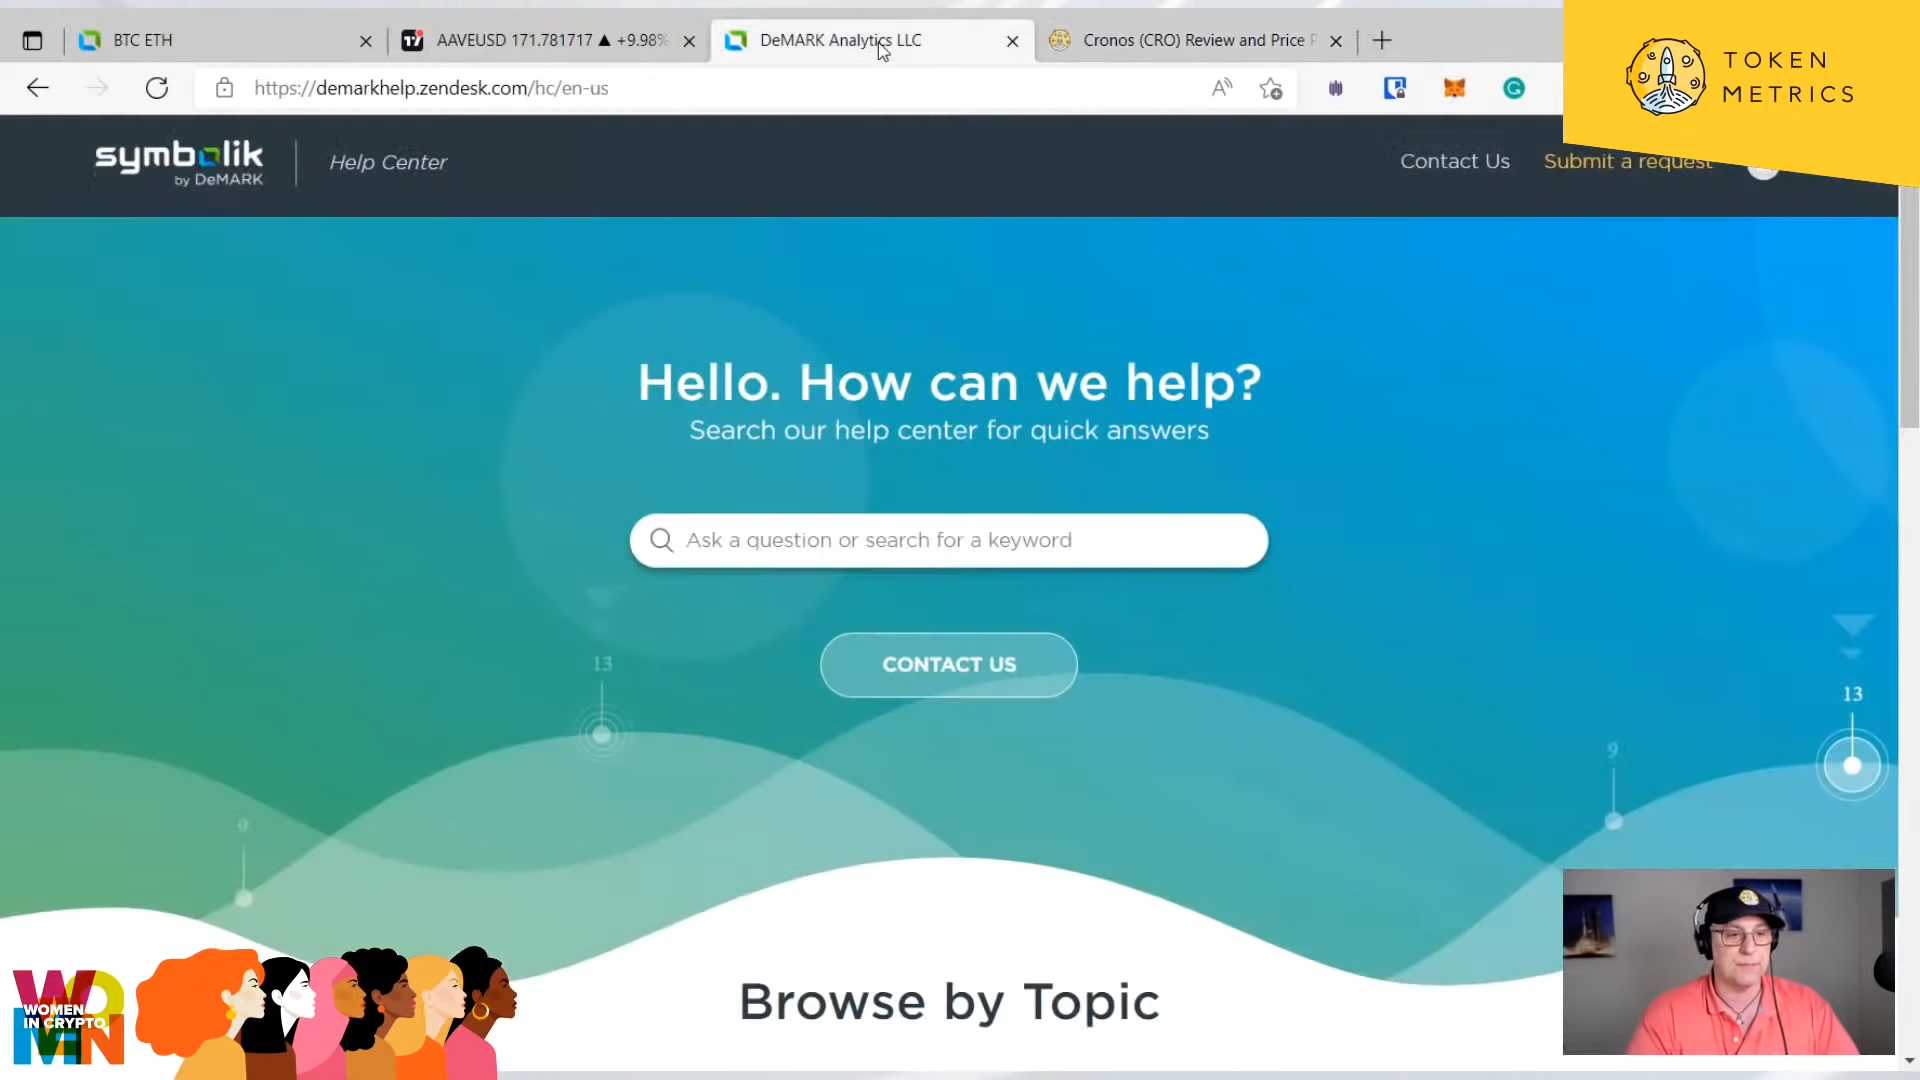 BTC ETH
AAVEUSD 171.781717 ▲ +9.98%
DeMARK Analytics LLC
Cronos (CRO) Review and Price P
https://demarkhelp.zendesk.com/hc/en-us
TOKEN
METRICS
symbolik
by DeMARK
Help Center
Contact Us
Submit a request
Hello. How can we help?
Search our help center for quick answers
Ask a question or search for a keyword
CONTACT US
13
13
9
9
Browse by Topic
WOMEN
WOMEN
IN CRYPTO